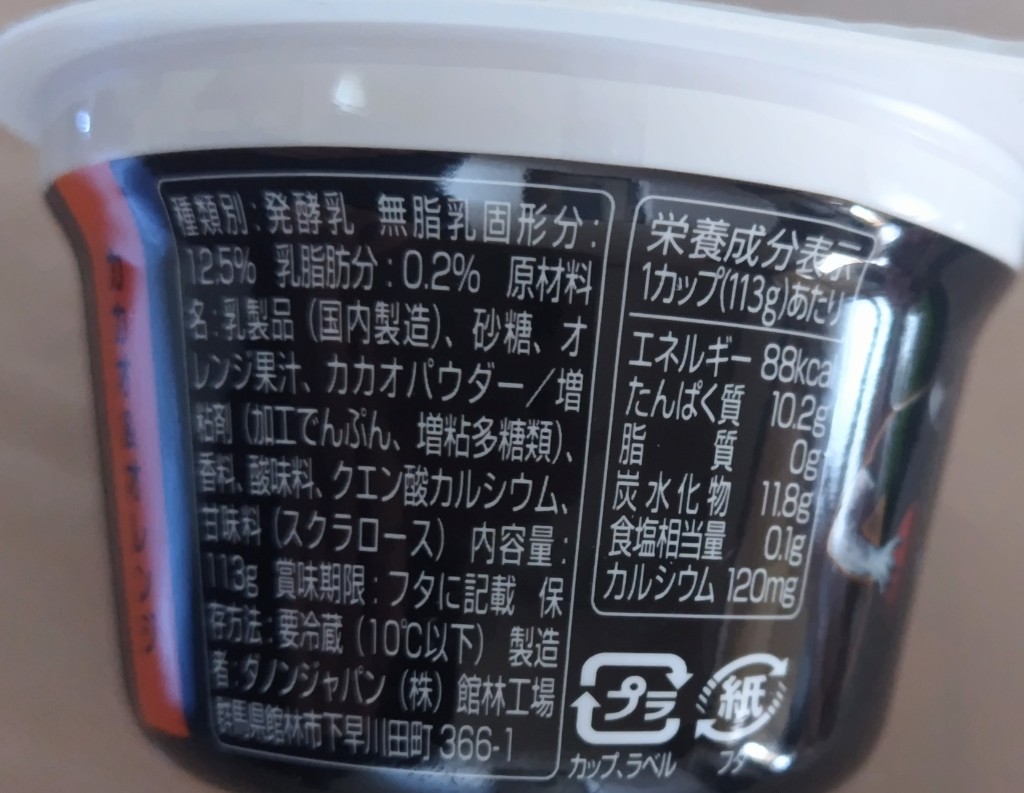 種類別:発酵乳 無脂乳固形分:
12.5% 乳脂肪分:0.2% 原材料
名:乳製品(国内製造)、砂糖、オ
レンジ果汁、カカオパウダー/増
粘剤(加工でんぷん、増粘多糖類)、
香料、酸味料、クエン酸カルシウム、
甘味料(スクラロース) 内容量:
113g 賞味期限:フタに記載 保
存方法:要冷蔵(10℃以下) 製造
者:ダノンジャパン(株)館林工場
群馬県館林市下早川田町366-1
栄養成分表示
1カップ(113g)あたり
エネルギー 88kcal
たんぱく質 10.2g
脂質 0g
炭水化物 11.8g
食塩相当量 0.1g
カルシウム 120mg
プラ
カップ、ラベル
紙
フタ